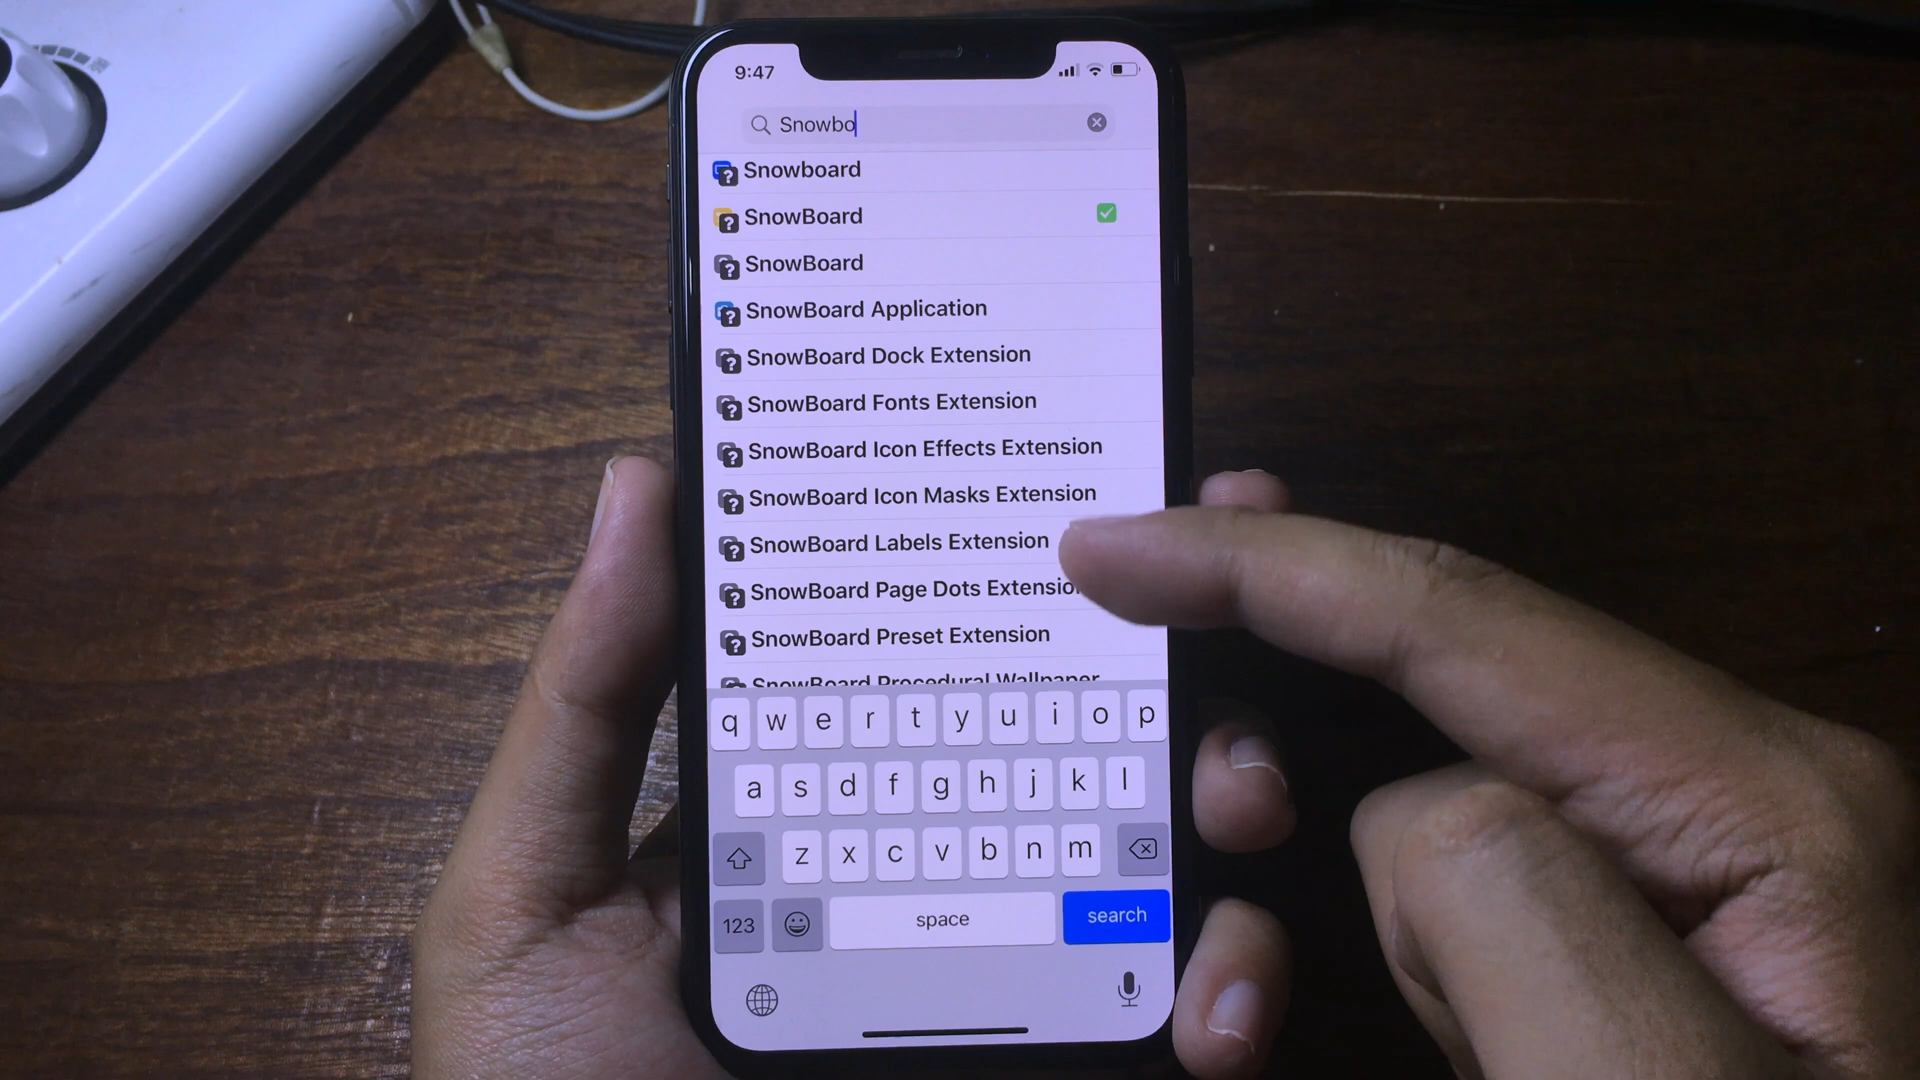 9:47
Snowbo
Snowboard
SnowBoard
SnowBoard
SnowBoard Application
SnowBoard Dock Extension
SnowBoard Fonts Extension
SnowBoard Icon Effects Extension
SnowBoard Icon Masks Extension
SnowBoard Labels Extension
SnowBoard Page Dots Extensio
SnowBoard Preset Extension
SnowBoard Procedural Wallpaper
q w e r t y u i o p
a s d f g h j k l
z x c v b n m
123 space search